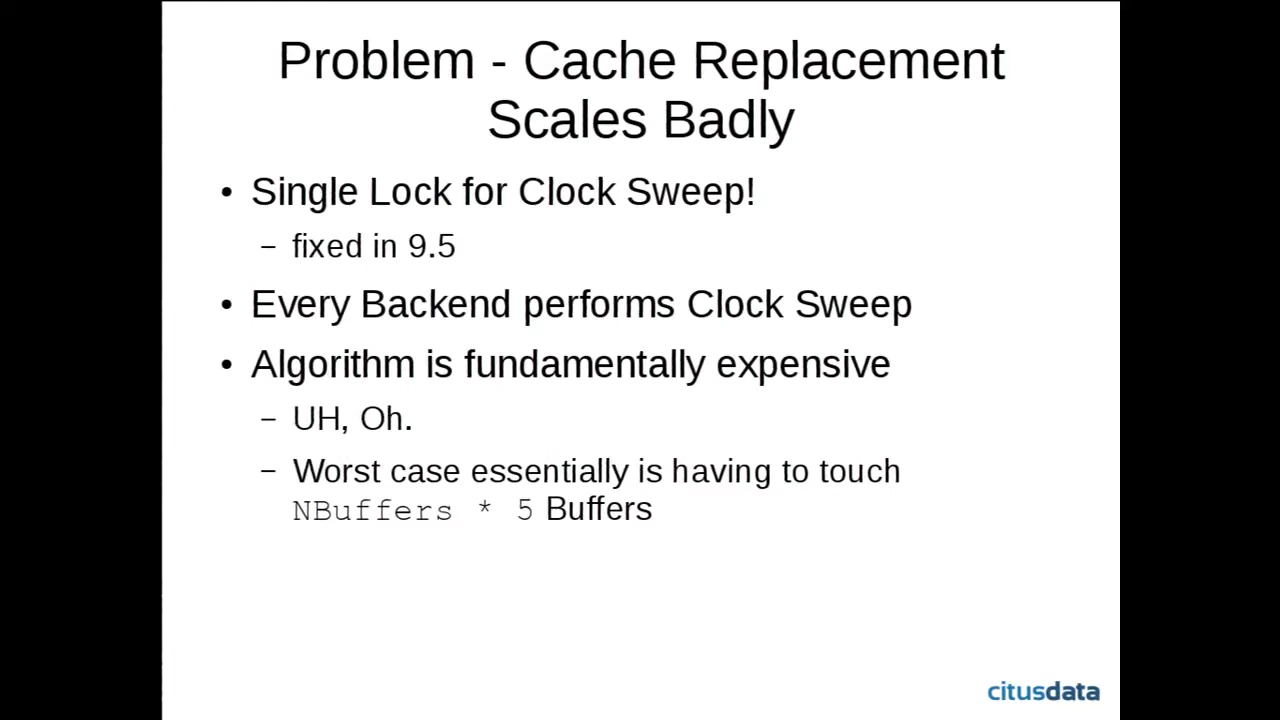 Problem - Cache Replacement
Scales Badly
• Single Lock for Clock Sweep!
– fixed in 9.5
• Every Backend performs Clock Sweep
• Algorithm is fundamentally expensive
– UH, Oh.
– Worst case essentially is having to touch
NBuffers * 5 Buffers
citusdata